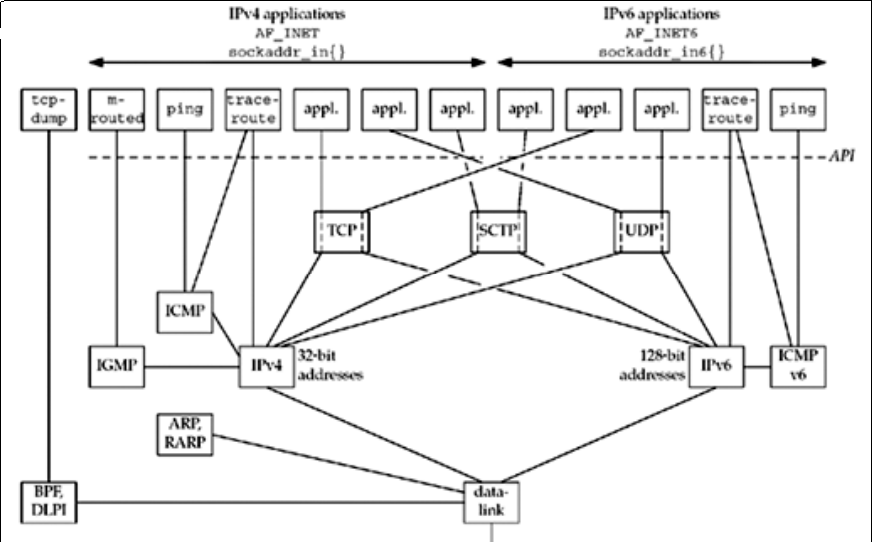 IPv4 applications
AF_INET
sockaddr_in{}
IPv6 applications
AF_INET6
sockaddr_in6{}
tcp-
dump
m-
routed
ping
trace-
route
appl.
appl.
appl.
appl.
appl.
appl.
trace-
route
ping
API
TCP
SCTP
UDP
ICMP
IGMP
IPv4
32-bit
addresses
128-bit
addresses
IPv6
ICMP
v6
ARP,
RARP
BPF,
DLPI
data-
link